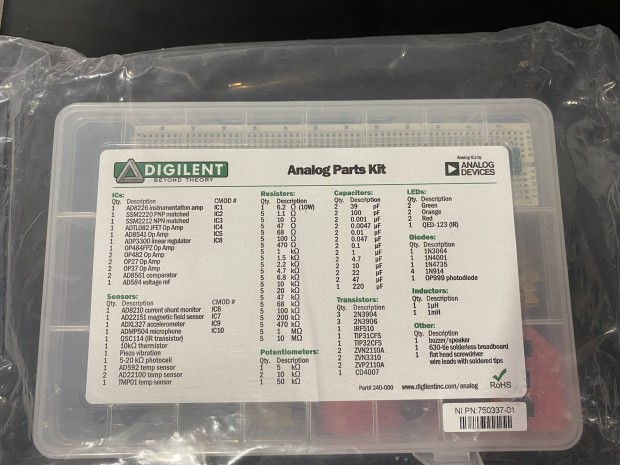 DIGILENT
BEYOND THEORY
Analog Parts Kit
Analog ICs by
ANALOG
DEVICES
ICs:
Qty. Description CMOD #
1 AD8226 instrumentation amp IC1
1 SSM2220 PNP matched IC2
1 SSM2212 NPN matched IC3
1 ADTL082 JFET Op Amp IC4
1 AD8541 Op Amp IC5
1 ADP3300 linear regulator IC8
1 OP484FPZ Op Amp
2 OP482 Op Amp
2 OP27 Op Amp
2 OP37 Op Amp
2 AD8561 comparator
1 AD584 voltage ref
Sensors:
Qty. Description CMOD #
1 AD8210 current shunt monitor IC6
1 AD22151 magnetic field sensor IC7
1 ADXL327 accelerometer IC9
1 ADMP504 microphone IC10
1 QSC114 (IR transistor)
1 10kΩ thermistor
1 Piezo vibration
1 5-20 kΩ photocell
1 AD592 temp sensor
2 AD22100 temp sensor
1 TMP01 temp sensor
Resistors:
Qty. Description
1 6.2 Ω (10W)
5 1.1 Ω
5 10 Ω
5 47 Ω
5 68 Ω
5 100 Ω
5 470 Ω
5 1 kΩ
5 1.5 kΩ
5 2.2 kΩ
5 4.7 kΩ
5 6.8 kΩ
5 10 kΩ
5 20 kΩ
5 47 kΩ
5 68 kΩ
5 100 kΩ
5 200 kΩ
5 470 kΩ
5 1 MΩ
5 10 MΩ
Potentiometers:
Qty. Description
1 5 kΩ
2 10 kΩ
1 50 kΩ
Capacitors:
Qty. Description
2 39 pF
2 100 pF
2 0.001 µF
2 0.0047 µF
2 0.01 µF
2 0.047 µF
2 0.1 µF
2 1 µF
2 4.7 µF
2 10 µF
2 22 µF
2 47 µF
1 220 µF
Transistors:
Qty. Description
3 2N3904
3 2N3906
1 IRF510
1 TIP31CFS
1 TIP32CFS
2 ZVN2110A
2 ZVN3310
2 ZVP2110A
1 CD4007
LEDs:
Qty. Description
2 Green
2 Orange
2 Red
1 QED-123 (IR)
Diodes:
Qty. Description
1 1N3064
1 1N4001
1 1N4735
4 1N914
1 OP999 photodiode
Inductors:
Qty. Description
1 1µH
1 1mH
Other:
Qty. Description
1 buzzer/speaker
1 630-tie solderless breadboard
1 flat head screwdriver
wire leads with soldered tips
Part# 240-000 www.digilentinc.com/analog RoHS
NI PN:750337-01